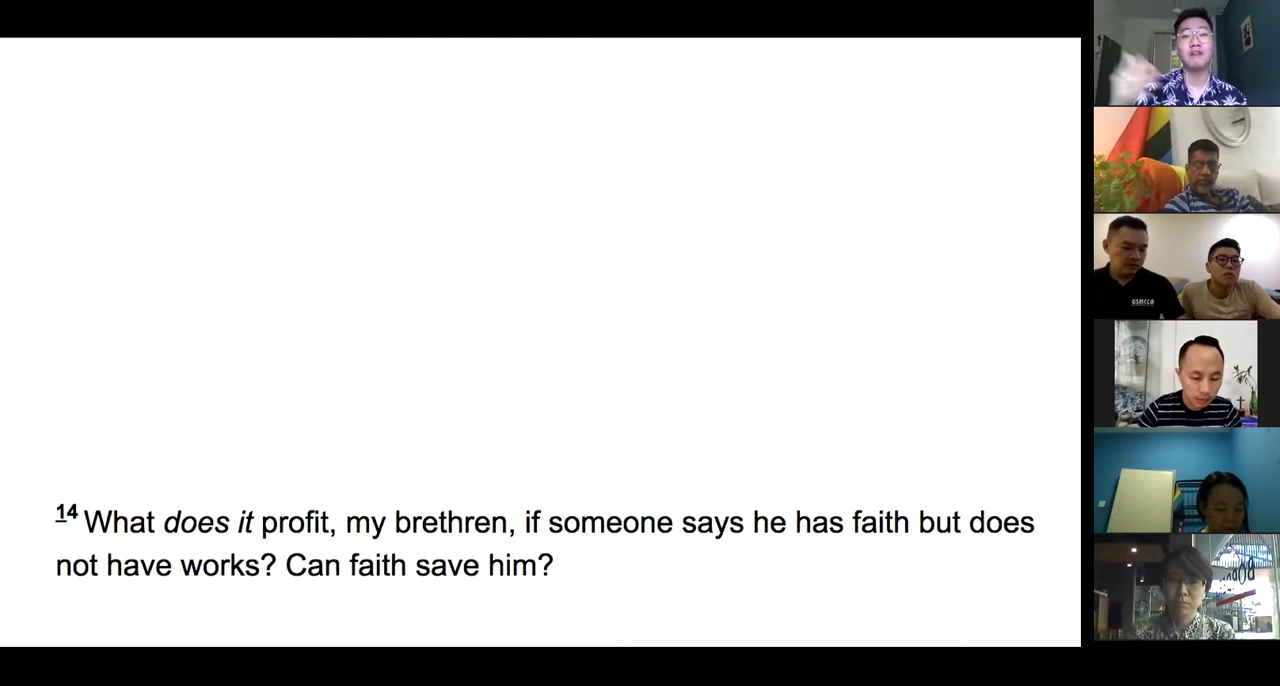 14 What does it profit, my brethren, if someone says he has faith but does
not have works? Can faith save him?
GSMCC